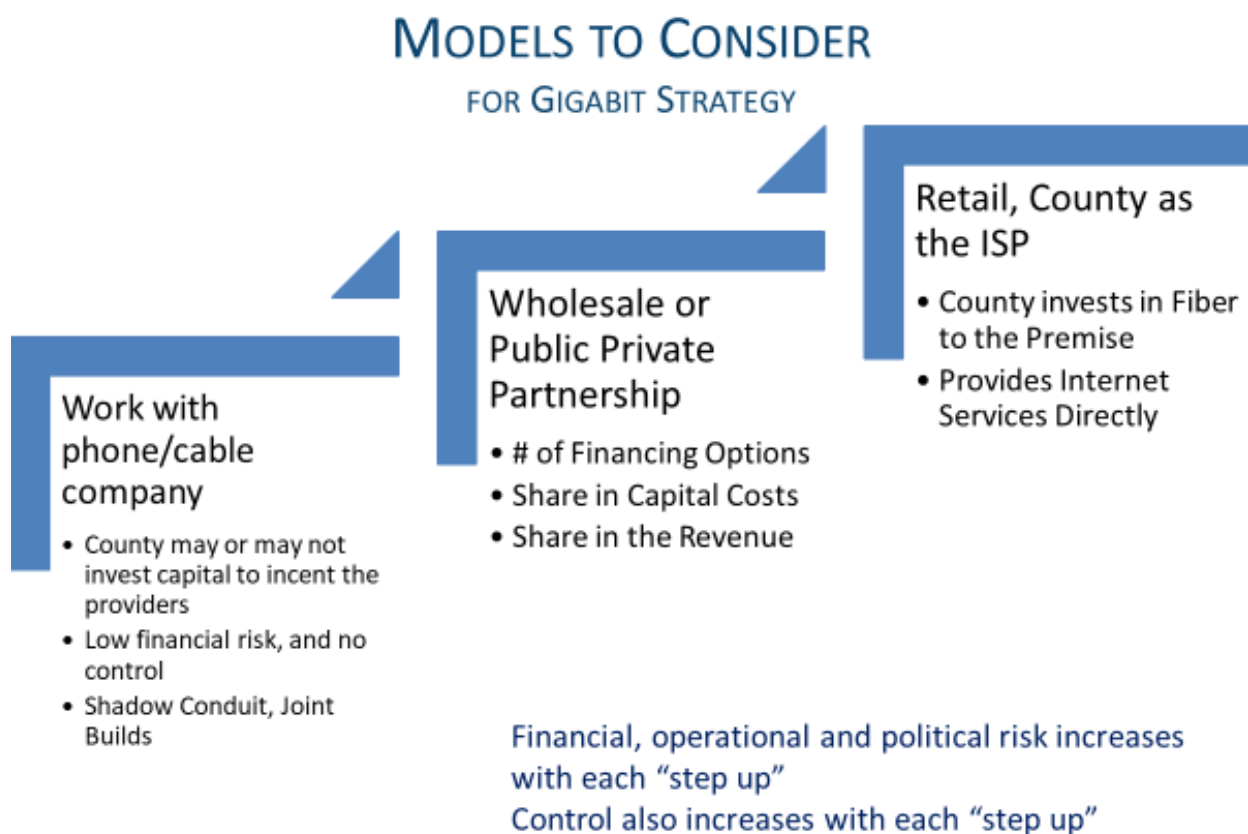 MODELS TO CONSIDER
FOR GIGABIT STRATEGY
Work with
phone/cable
company
• County may or may not
invest capital to incent the
providers
• Low financial risk, and no
control
• Shadow Conduit, Joint
Builds
Wholesale or
Public Private
Partnership
• # of Financing Options
• Share in Capital Costs
• Share in the Revenue
Retail, County as
the ISP
• County invests in Fiber
to the Premise
• Provides Internet
Services Directly
Financial, operational and political risk increases
with each “step up”
Control also increases with each “step up”